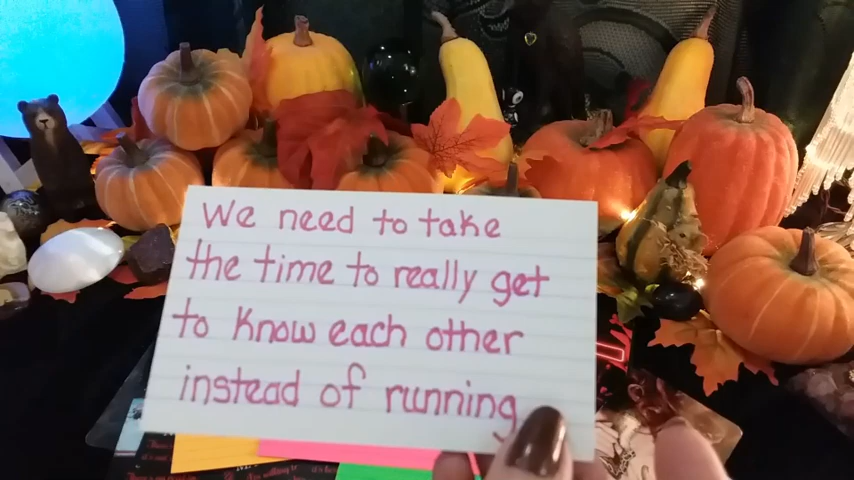 We need to take
the time to really get
to know each other
instead of running